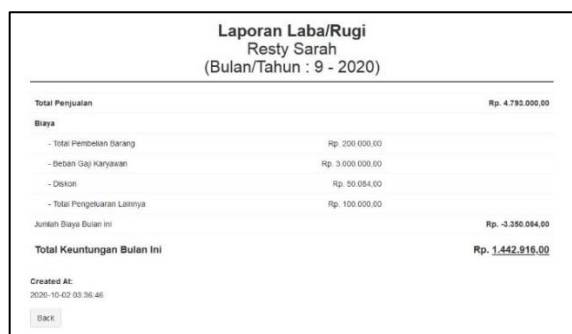 Laporan Laba/Rugi
Resty Sarah
(Bulan/Tahun : 9 - 2020)
Total Penjualan Rp. 4.793.000,00
Biaya
- Total Pembelian Barang Rp. 200.000,00
- Beban Gaji Karyawan Rp. 3.000.000,00
- Diskon Rp. 50.084,00
- Total Pengeluaran Lainnya Rp. 100.000,00
Jumlah Biaya Bulan Ini Rp. -3.350.084,00
Total Keuntungan Bulan Ini Rp. 1.442.916,00
Created At:
2020-10-02 03:36:46
Back